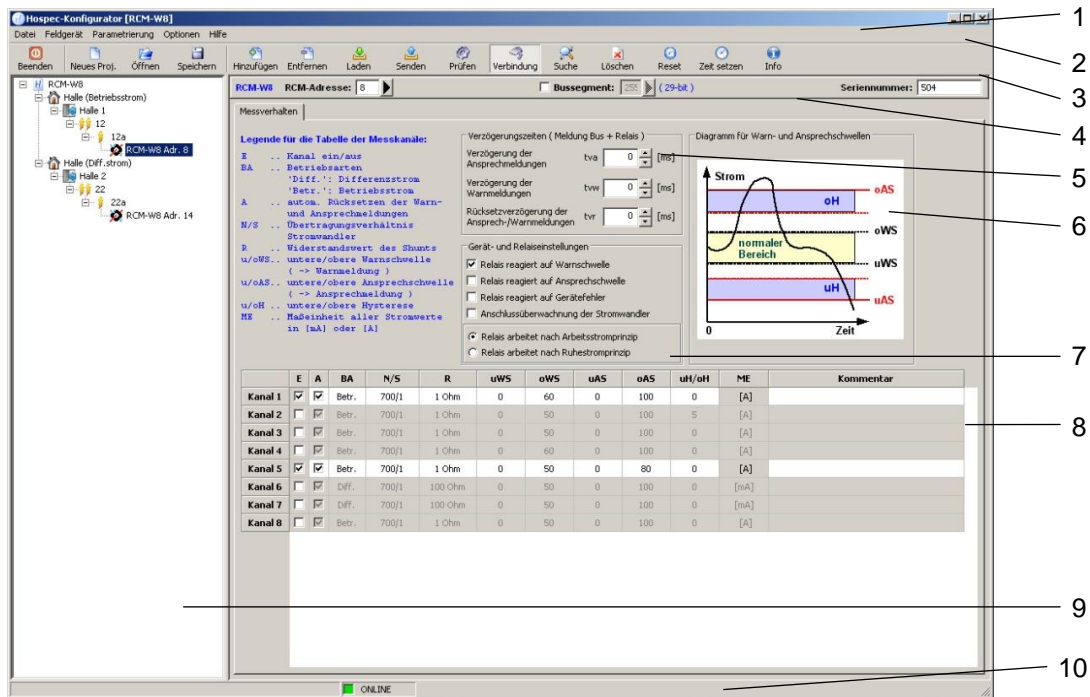 Hospec-Konfigurator [RCM-W8]
Datei Feldgerät Parametrierung Optionen Hilfe
Beenden Neues Proj. Öffnen Speichern Hinzufügen Entfernen Laden Senden Prüfen Verbindung Suche Löschen Reset Zeit setzen Info
RCM-W8
Halle (Betriebsstrom)
Halle 1
12
12a
RCM-W8 Adr. 8
Halle (Diff.strom)
Halle 2
22
22a
RCM-W8 Adr. 14
RCM-W8 RCM-Adresse: 8 Bussegment: 255 (29-bit) Seriennummer: 504
Messverhalten
Legende für die Tabelle der Messkanäle:
E .. Kanal ein/aus
BA .. Betriebsarten
'Diff.': Differenzstrom
'Betr.': Betriebsstrom
A .. autom. Rücksetzen der Warn-
und Ansprechmeldungen
N/S .. Übertragungsverhältnis
Stromwandler
R .. Widerstandswert des Shunts
u/oWS.. untere/obere Warnschwelle
( -> Warnmeldung )
u/oAS.. untere/obere Ansprechschwelle
( -> Ansprechmeldung )
u/oH .. untere/obere Hysterese
ME .. Maßeinheit aller Stromwerte
in [mA] oder [A]
Verzögerungszeiten ( Meldung Bus + Relais )
Verzögerung der
Ansprechmeldungen tva 0 [ms]
Verzögerung der
Warnmeldungen tvw 0 [ms]
Rücksetzverzögerung der
Ansprech-/Warnmeldungen tvr 0 [ms]
Gerät- und Relaiseinstellungen
Relais reagiert auf Warnschwelle
Relais reagiert auf Ansprechschwelle
Relais reagiert auf Gerätefehler
Anschlussüberwachnung der Stromwandler
Relais arbeitet nach Arbeitsstromprinzip
Relais arbeitet nach Ruhestromprinzip
Diagramm für Warn- und Ansprechschwellen
Strom
oAS
oH
oWS
normaler
Bereich
uWS
uH
uAS
0 Zeit
E A BA N/S R uWS oWS uAS oAS uH/oH ME Kommentar
Kanal 1 Betr. 700/1 1 Ohm 0 60 0 100 0 [A]
Kanal 2 Betr. 700/1 1 Ohm 0 50 0 100 5 [A]
Kanal 3 Betr. 700/1 1 Ohm 0 50 0 100 0 [A]
Kanal 4 Betr. 700/1 1 Ohm 0 60 0 100 0 [A]
Kanal 5 Betr. 700/1 1 Ohm 0 50 0 80 0 [A]
Kanal 6 Diff. 700/1 100 Ohm 0 50 0 100 0 [mA]
Kanal 7 Diff. 700/1 100 Ohm 0 50 0 100 0 [mA]
Kanal 8 Betr. 700/1 1 Ohm 0 50 0 100 0 [A]
ONLINE
1
2
3
4
5
6
7
8
9
10